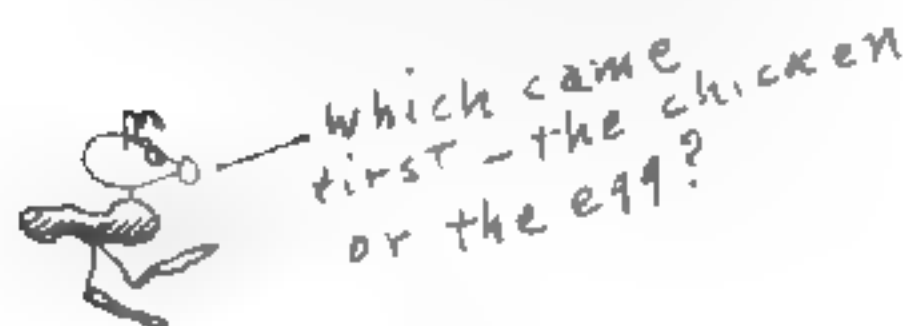 which came
first – the chicken
or the egg?